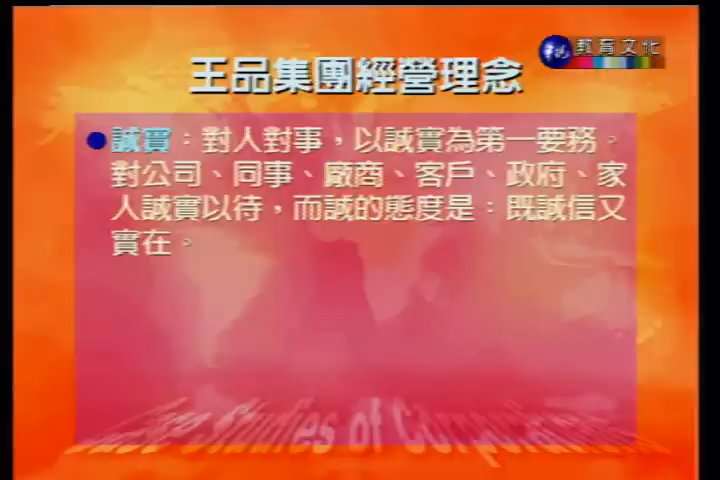 華視 教育文化
王品集團經營理念
誠實：對人對事，以誠實為第一要務。
對公司、同事、廠商、客戶、政府、家
人誠實以待，而誠的態度是：既誠信又
實在。
Case Studies of Corporations